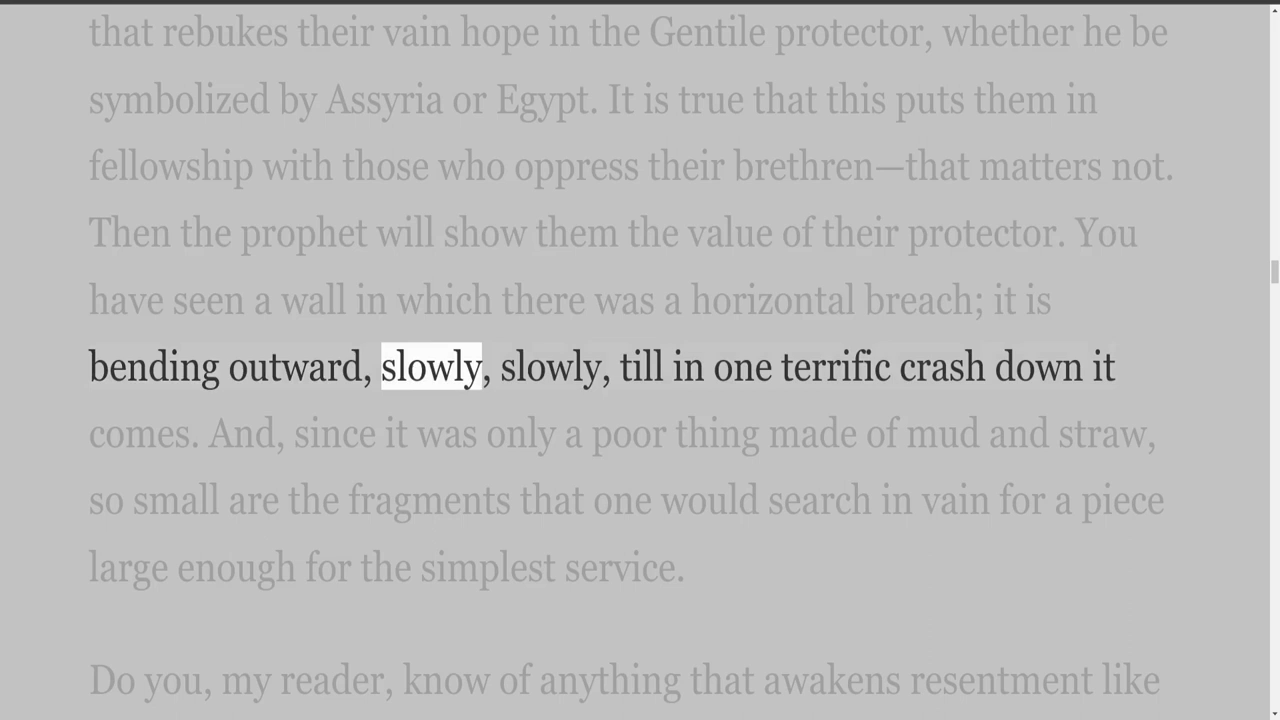 that rebukes their vain hope in the Gentile protector, whether he be
symbolized by Assyria or Egypt. It is true that this puts them in
fellowship with those who oppress their brethren—that matters not.
Then the prophet will show them the value of their protector. You
have seen a wall in which there was a horizontal breach; it is
bending outward, slowly, slowly, till in one terrific crash down it
comes. And, since it was only a poor thing made of mud and straw,
so small are the fragments that one would search in vain for a piece
large enough for the simplest service.
Do you, my reader, know of anything that awakens resentment like